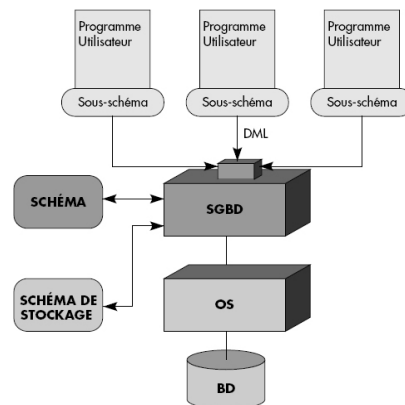 Programme
Utilisateur
Programme
Utilisateur
Programme
Utilisateur
Sous-schéma
Sous-schéma
Sous-schéma
DML
SCHÉMA
SGBD
SCHÉMA DE
STOCKAGE
OS
BD